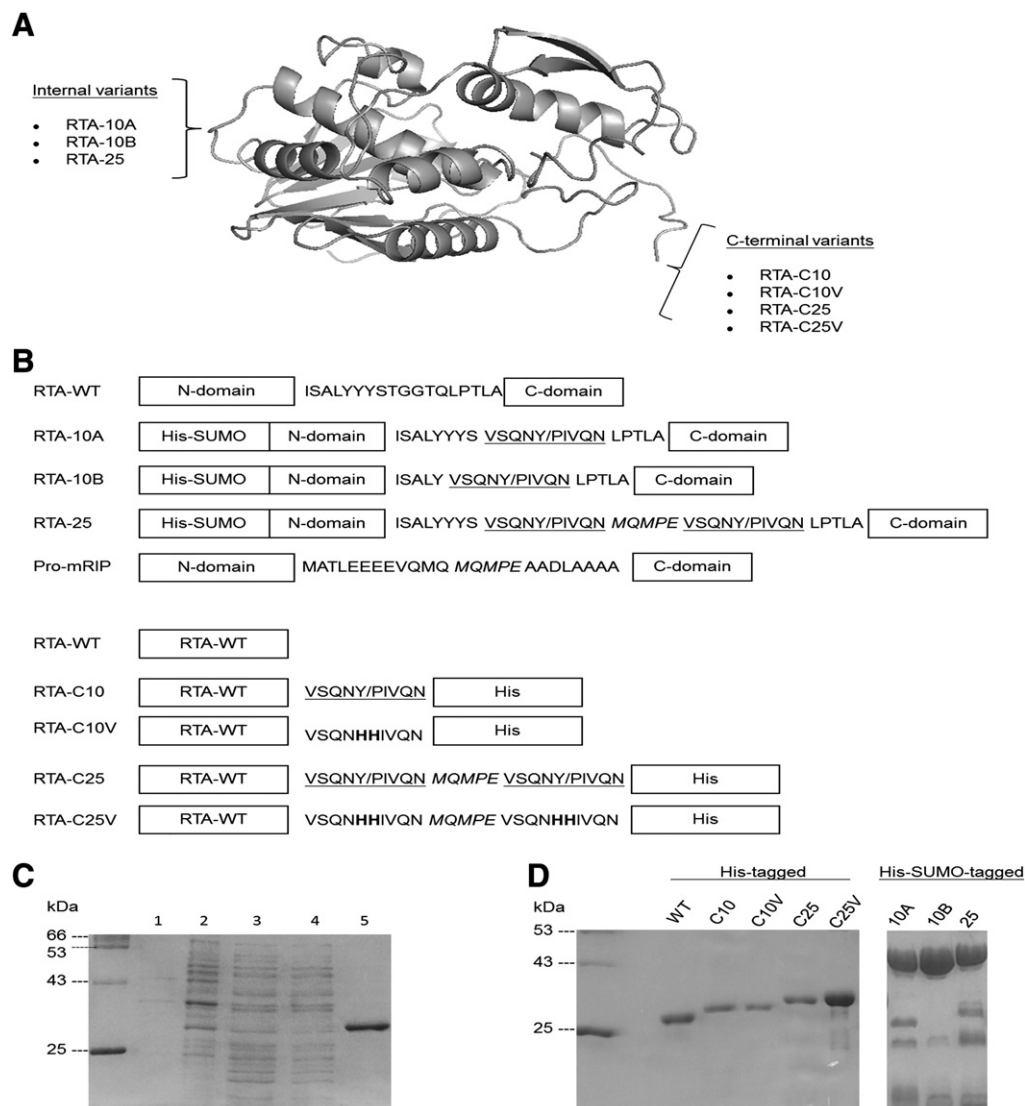 A
Internal variants
• RTA-10A
• RTA-10B
• RTA-25
C-terminal variants
• RTA-C10
• RTA-C10V
• RTA-C25
• RTA-C25V
B
RTA-WT N-domain ISALYYYSTGGTQLPTLA C-domain
RTA-10A His-SUMO N-domain ISALYYYS VSQNY/PIVQN LPTLA C-domain
RTA-10B His-SUMO N-domain ISALY VSQNY/PIVQN LPTLA C-domain
RTA-25 His-SUMO N-domain ISALYYYS VSQNY/PIVQN MQMPE VSQNY/PIVQN LPTLA C-domain
Pro-mRIP N-domain MATLEEEEVQMQ MQMPE AADLAAAA C-domain
RTA-WT RTA-WT
RTA-C10 RTA-WT VSQNY/PIVQN His
RTA-C10V RTA-WT VSQNHHIVQN His
RTA-C25 RTA-WT VSQNY/PIVQN MQMPE VSQNY/PIVQN His
RTA-C25V RTA-WT VSQNHHIVQN MQMPE VSQNHHIVQN His
C
kDa 1 2 3 4 5
66
53
43
25
D
His-tagged His-SUMO-tagged
kDa WT C10 C10V C25 C25V 10A 10B 25
53
43
25